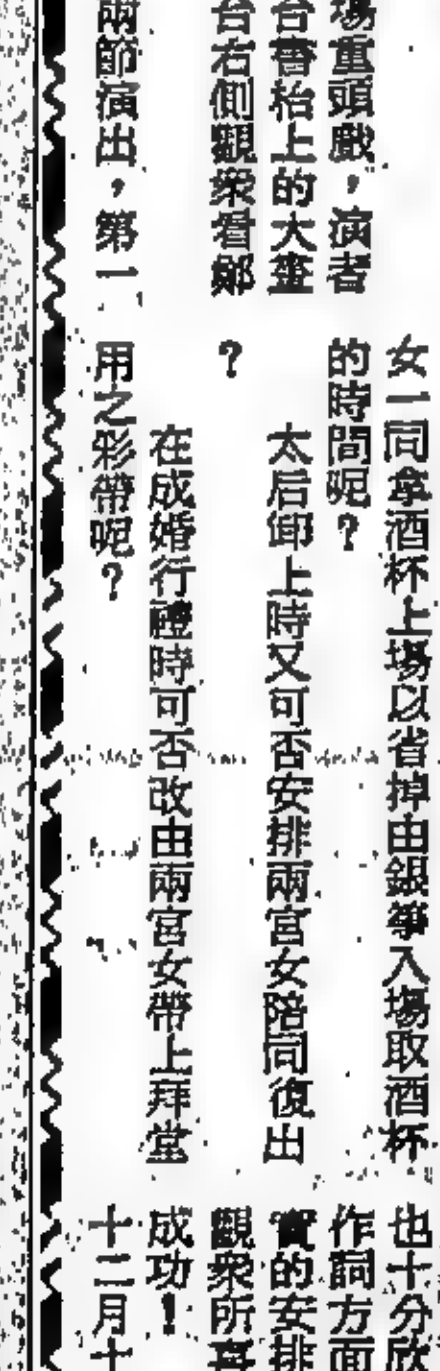 場重頭戲，演者
台書枱上的大畫
台右側觀衆看鄭
兩節演出，第一
女一同拿酒杯上場以省掉由銀箏入場取酒杯
的時間呢？
太后卸上時又可否安排兩宮女陪同復出
？
在成婚行禮時可否改由兩宮女帶上拜堂
用之彩帶呢？
也十分欣
作詞方面
實的安排
觀衆所喜
成功！
十二月十